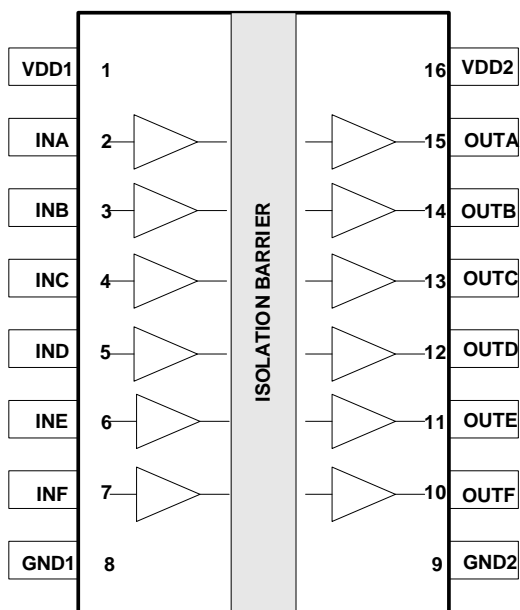 VDD1 1 16 VDD2
INA 2 15 OUTA
INB 3 14 OUTB
INC 4 13 OUTC
IND 5 12 OUTD
INE 6 11 OUTE
INF 7 10 OUTF
GND1 8 9 GND2
ISOLATION BARRIER